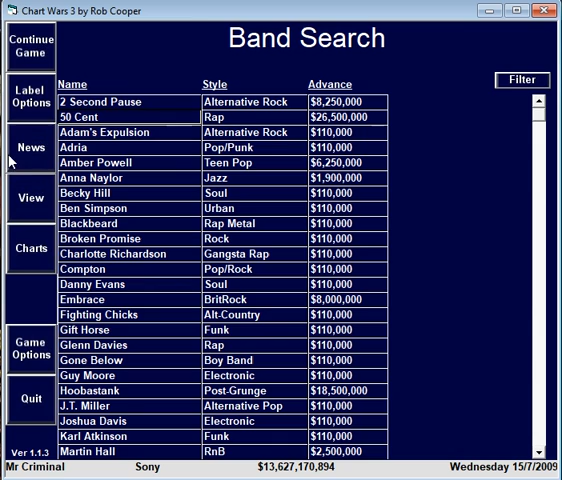 Chart Wars 3 by Rob Cooper
Band Search
Continue Game
Label Options
News
View
Charts
Game Options
Quit
Ver 1.1.3
Filter
Name Style Advance
2 Second Pause Alternative Rock $8,250,000
50 Cent Rap $26,500,000
Adam's Expulsion Alternative Rock $110,000
Adria Pop/Punk $110,000
Amber Powell Teen Pop $6,250,000
Anna Naylor Jazz $1,900,000
Becky Hill Soul $110,000
Ben Simpson Urban $110,000
Blackbeard Rap Metal $110,000
Broken Promise Rock $110,000
Charlotte Richardson Gangsta Rap $110,000
Compton Pop/Rock $110,000
Danny Evans Soul $110,000
Embrace BritRock $8,000,000
Fighting Chicks Alt-Country $110,000
Gift Horse Funk $110,000
Glenn Davies Rap $110,000
Gone Below Boy Band $110,000
Guy Moore Electronic $110,000
Hoobastank Post-Grunge $18,500,000
J.T. Miller Alternative Pop $110,000
Joshua Davis Electronic $110,000
Karl Atkinson Funk $110,000
Martin Hall RnB $2,500,000
Mr Criminal Sony $13,627,170,894 Wednesday 15/7/2009